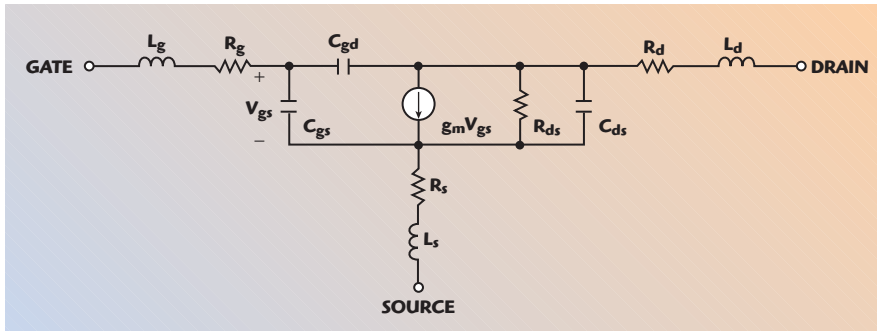 GATE
Lg
Rg
Cgd
Rd
Ld
DRAIN
+
Vgs
−
Cgs
gmVgs
Rds
Cds
Rs
Ls
SOURCE